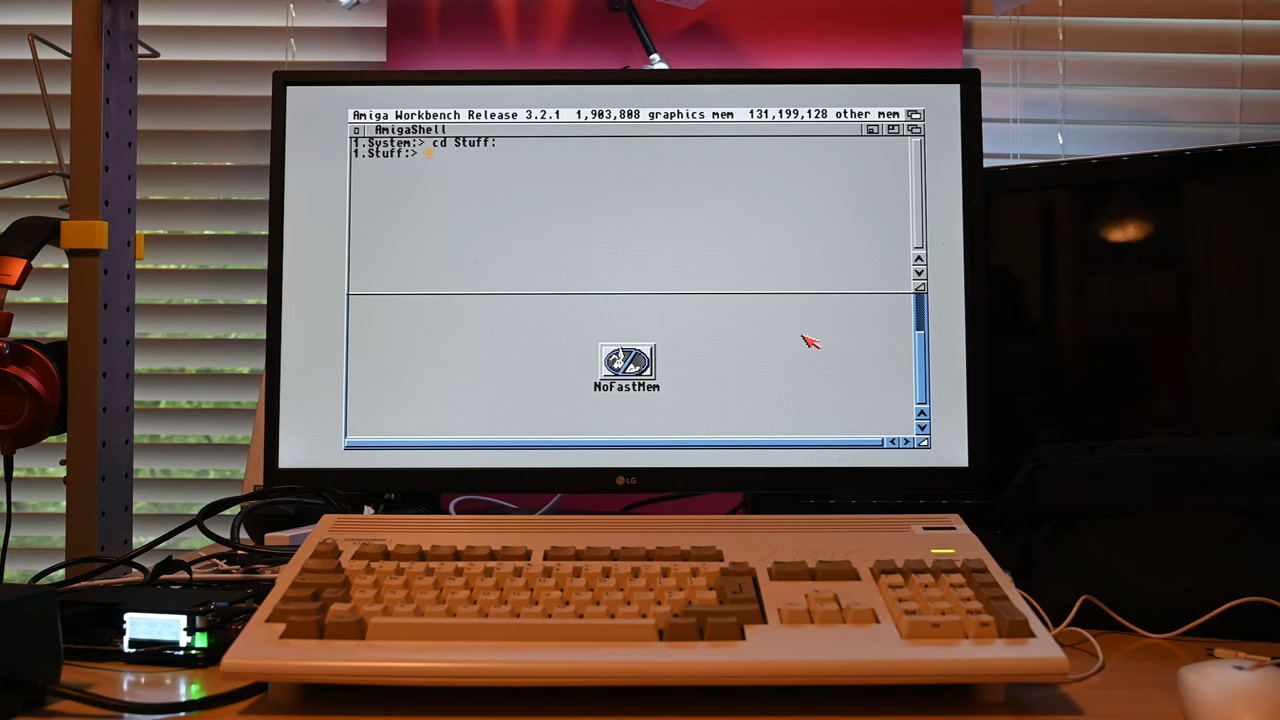 Amiga Workbench Release 3.2.1 1,903,808 graphics mem 131,199,128 other mem
AmigaShell
1.System:> cd Stuff:
1.Stuff:>
NoFastMem
LG